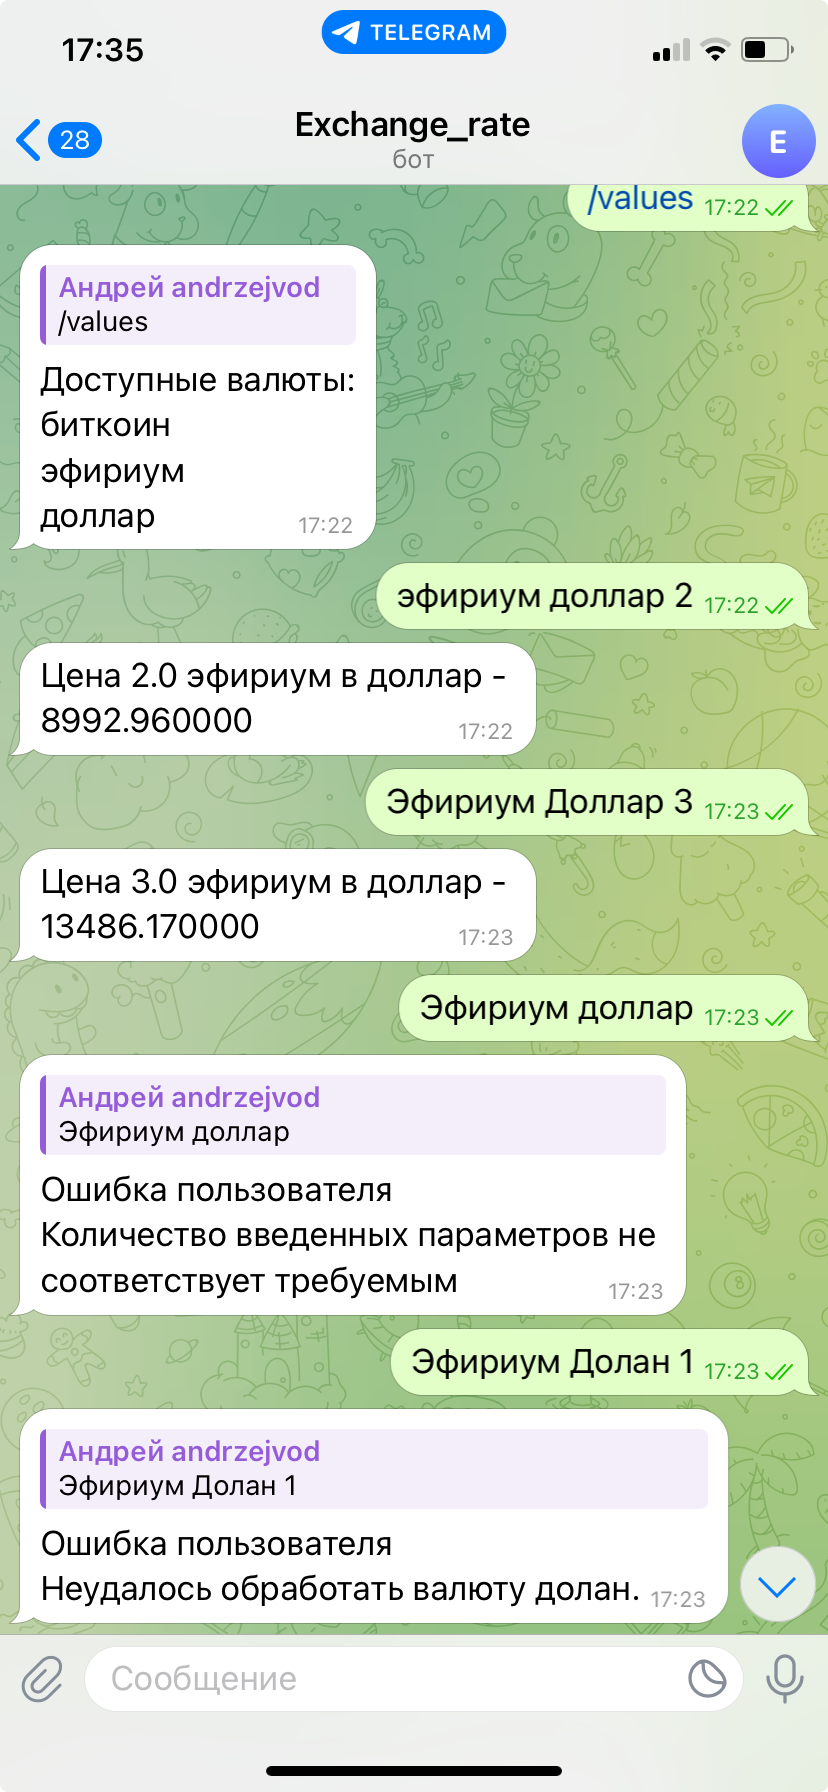 17:35
TELEGRAM
28
Exchange_rate
бот
E
/values 17:22
Андрей andrzejvod
/values
Доступные валюты:
биткоин
эфириум
доллар 17:22
эфириум доллар 2 17:22
Цена 2.0 эфириум в доллар -
8992.960000 17:22
Эфириум Доллар 3 17:23
Цена 3.0 эфириум в доллар -
13486.170000 17:23
Эфириум доллар 17:23
Андрей andrzejvod
Эфириум доллар
Ошибка пользователя
Количество введенных параметров не
соответствует требуемым 17:23
Эфириум Долан 1 17:23
Андрей andrzejvod
Эфириум Долан 1
Ошибка пользователя
Неудалось обработать валюту долан. 17:23
Сообщение